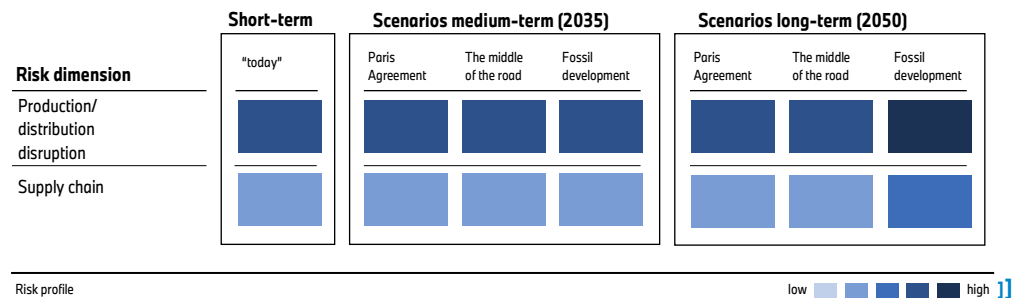 Short-term
Scenarios medium-term (2035)
Scenarios long-term (2050)
Risk dimension
"today"
Paris
Agreement
The middle
of the road
Fossil
development
Paris
Agreement
The middle
of the road
Fossil
development
Production/
distribution
disruption
Supply chain
Risk profile
low
high